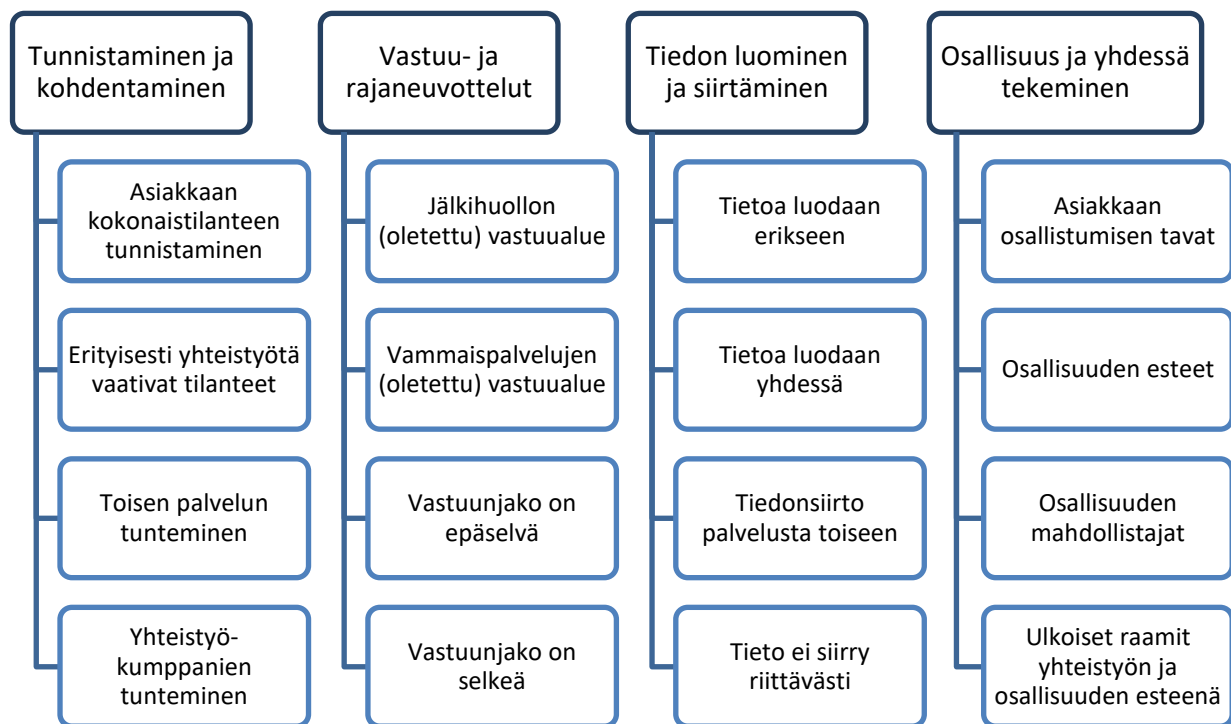 Tunnistaminen ja
kohdentaminen
Asiakkaan
kokonaistilanteen
tunnistaminen
Erityisesti yhteistyötä
vaativat tilanteet
Toisen palvelun
tunteminen
Yhteistyö-
kumppanien
tunteminen
Vastuu- ja
rajaneuvottelut
Jälkihuollon
(oletettu) vastuualue
Vammaispalvelujen
(oletettu) vastuualue
Vastuunjako on
epäselvä
Vastuunjako on
selkeä
Tiedon luominen
ja siirtäminen
Tietoa luodaan
erikseen
Tietoa luodaan
yhdessä
Tiedonsiirto
palvelusta toiseen
Tieto ei siirry
riittävästi
Osallisuus ja yhdessä
tekeminen
Asiakkaan
osallistumisen tavat
Osallisuuden esteet
Osallisuuden
mahdollistajat
Ulkoiset raamit
yhteistyön ja
osallisuuden esteenä